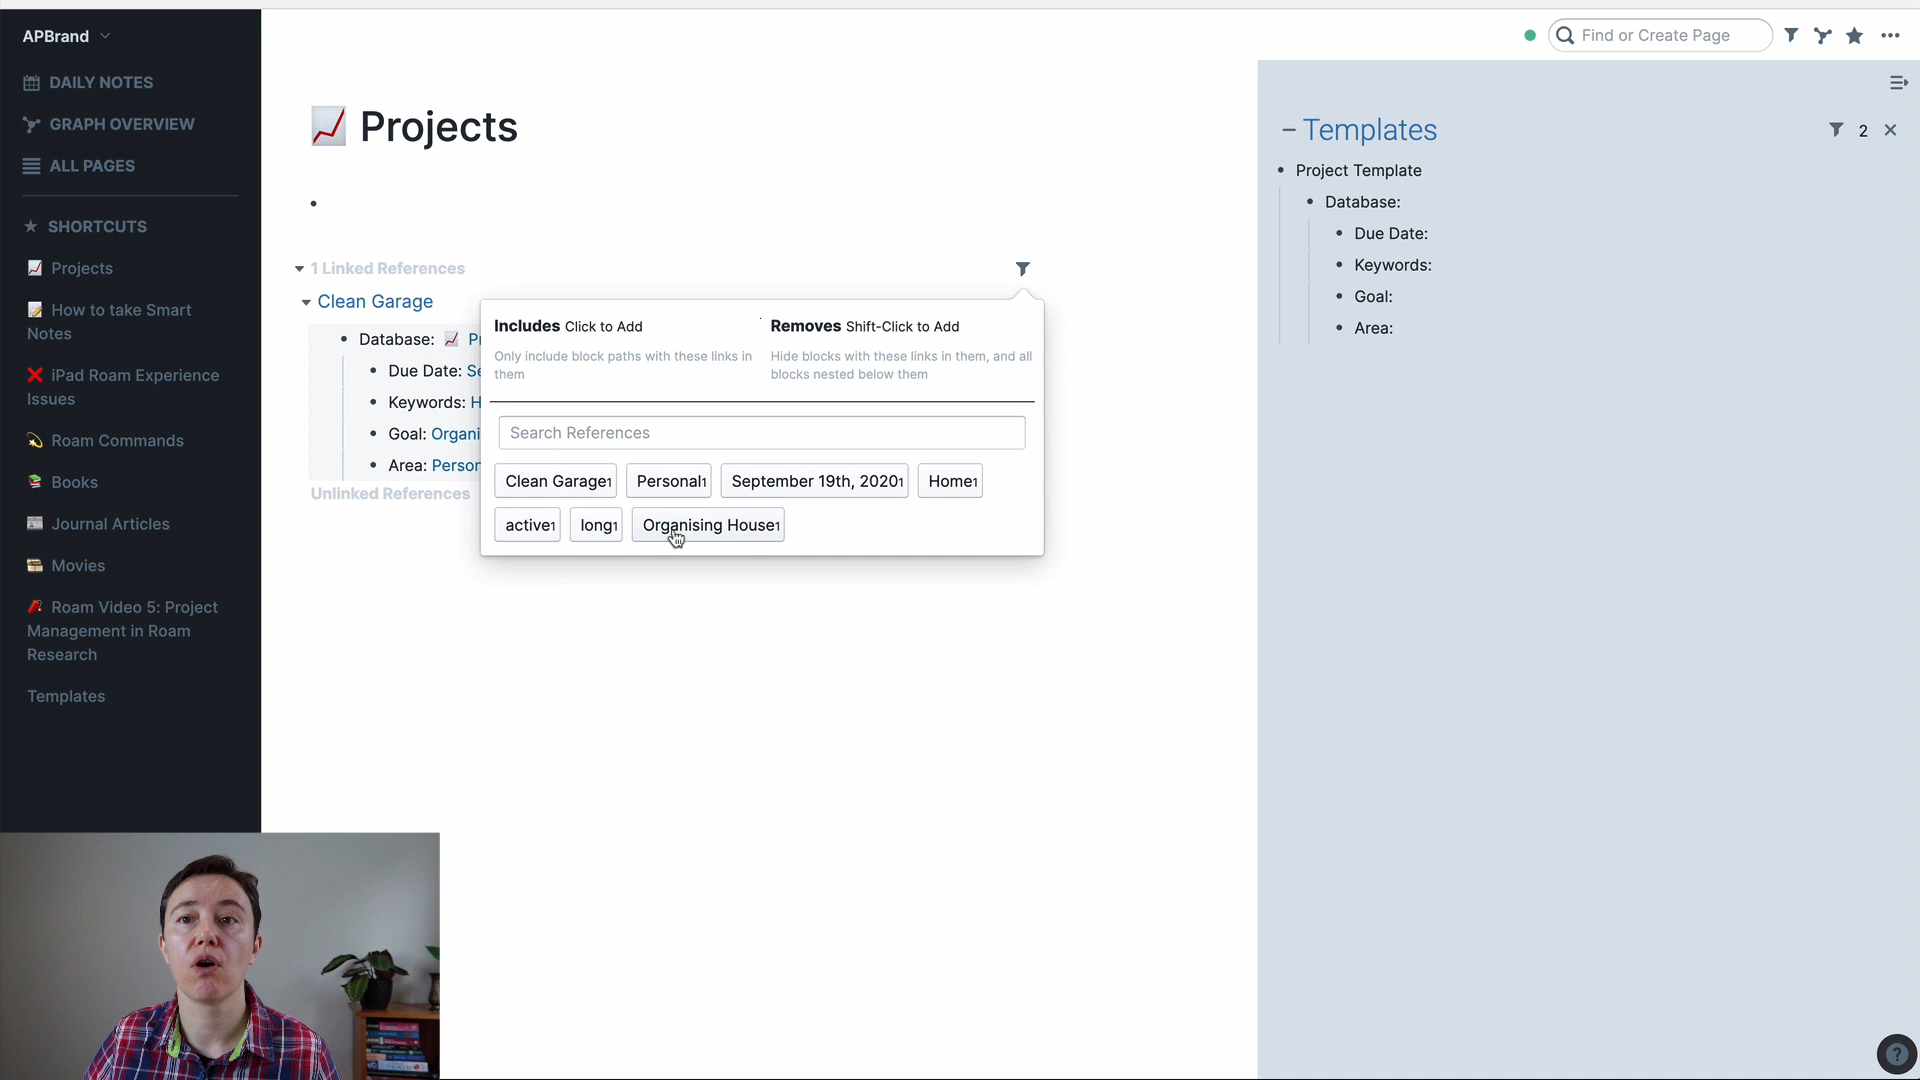 APBrand
DAILY NOTES
GRAPH OVERVIEW
ALL PAGES
SHORTCUTS
Projects
How to take Smart
Notes
iPad Roam Experience
Issues
Roam Commands
Books
Journal Articles
Movies
Roam Video 5: Project
Management in Roam
Research
Templates
Find or Create Page
Projects
1 Linked References
Clean Garage
Database:
Due Date:
Keywords:
Goal: Organi
Area: Person
Unlinked References
Includes Click to Add
Only include block paths with these links in
them
Removes Shift-Click to Add
Hide blocks with these links in them, and all
blocks nested below them
Search References
Clean Garage1 Personal1 September 19th, 20201 Home1
active1 long1 Organising House1
Templates
2
Project Template
Database:
Due Date:
Keywords:
Goal:
Area:
?